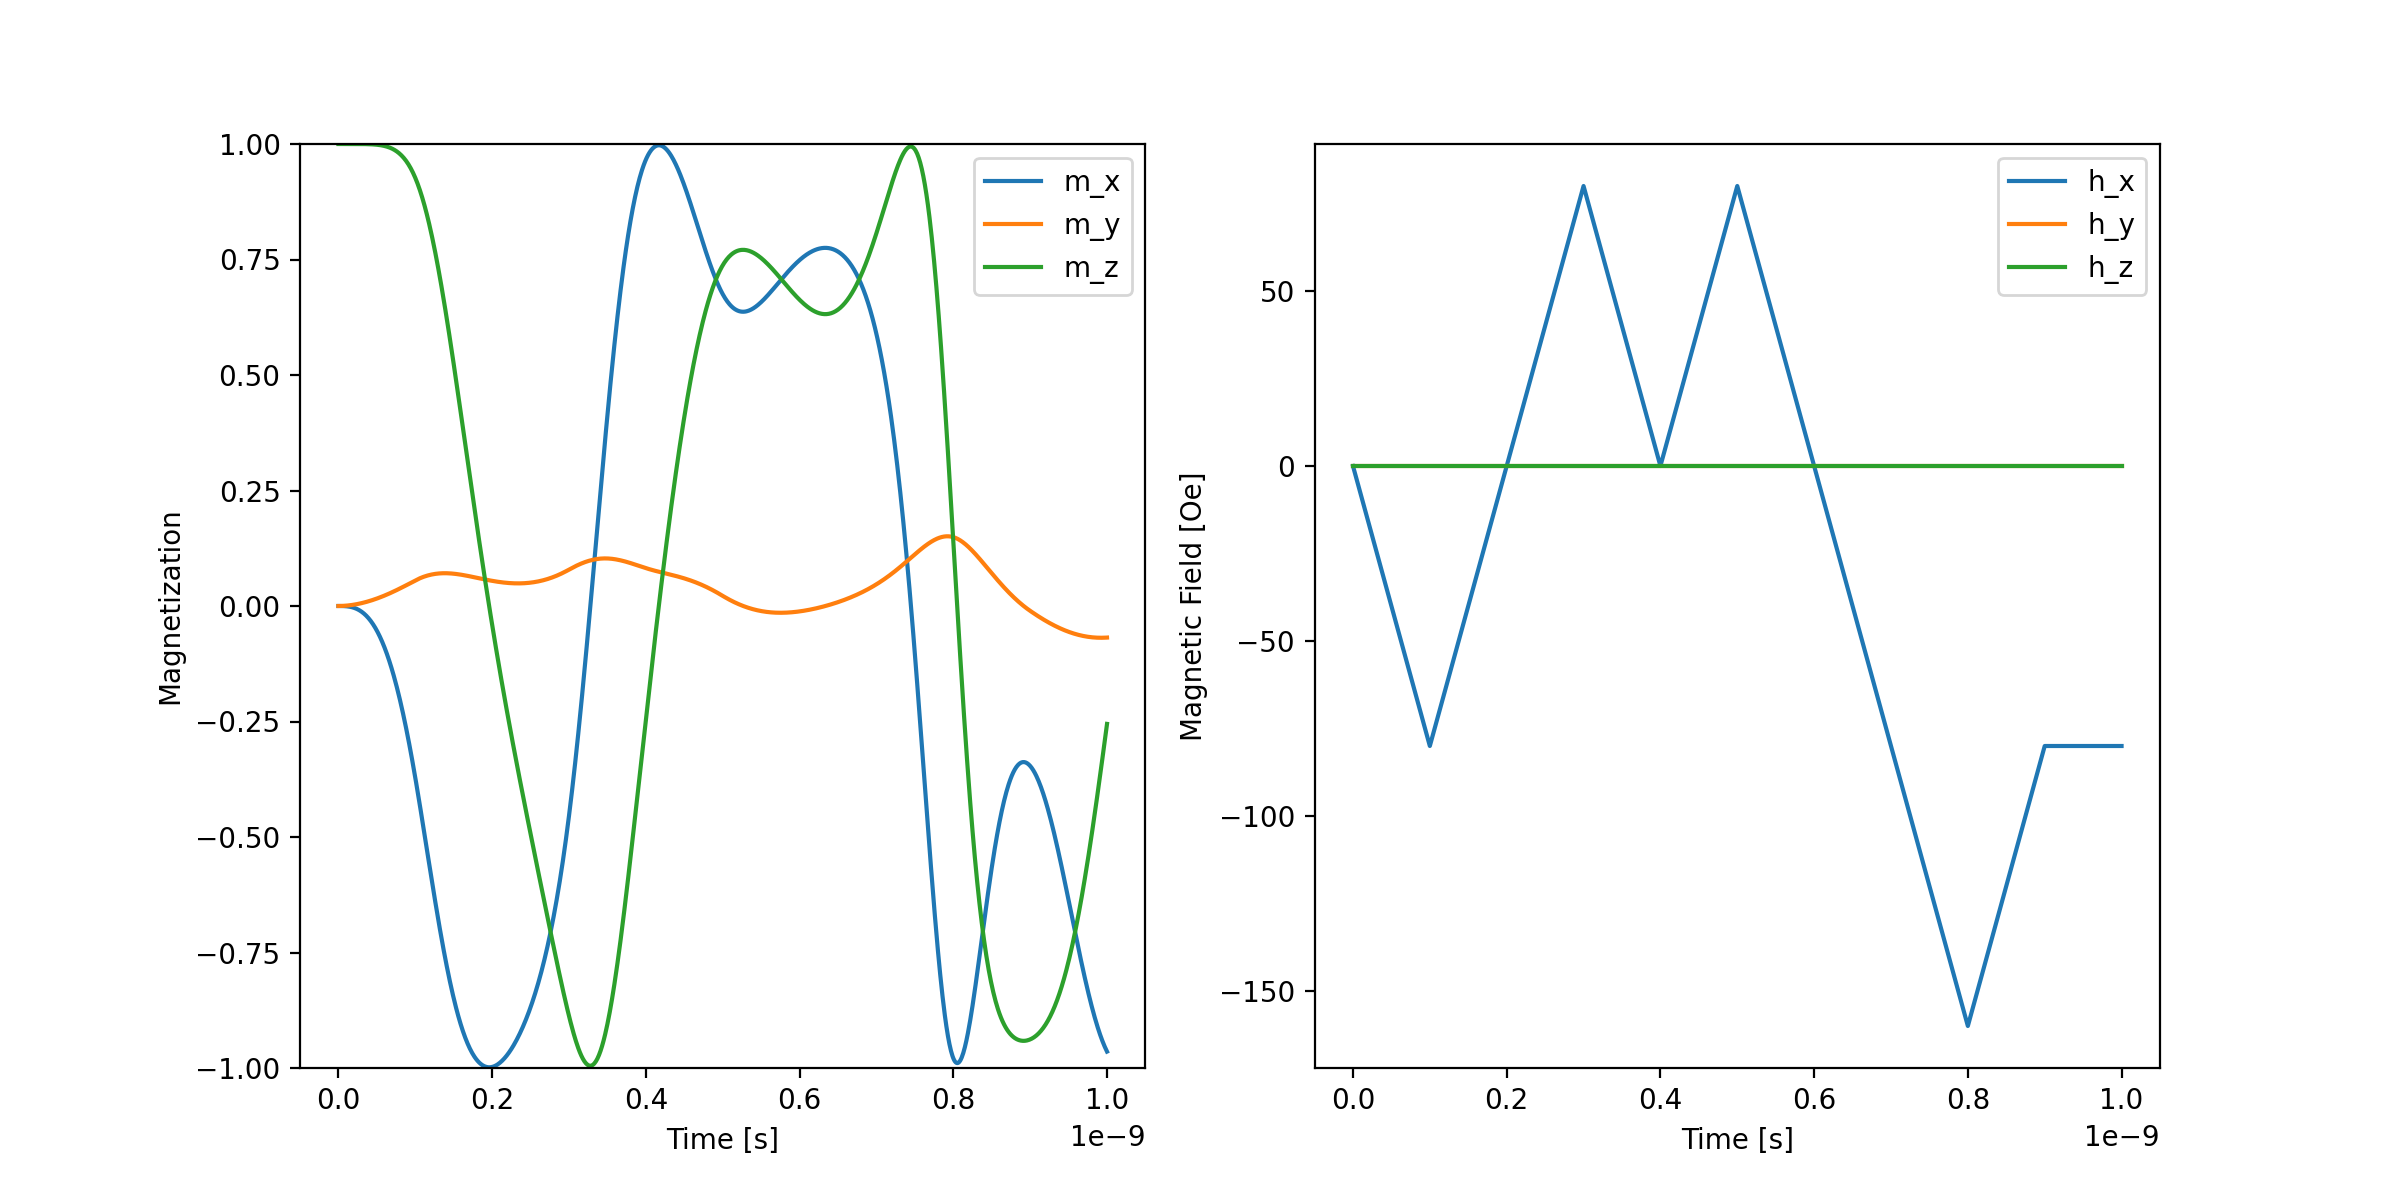 Magnetization
1.00
0.75
0.50
0.25
0.00
−0.25
−0.50
−0.75
−1.00
0.0 0.2 0.4 0.6 0.8 1.0
1e−9
Time [s]
m_x
m_y
m_z
Magnetic Field [Oe]
50
0
−50
−100
−150
0.0 0.2 0.4 0.6 0.8 1.0
1e−9
Time [s]
h_x
h_y
h_z